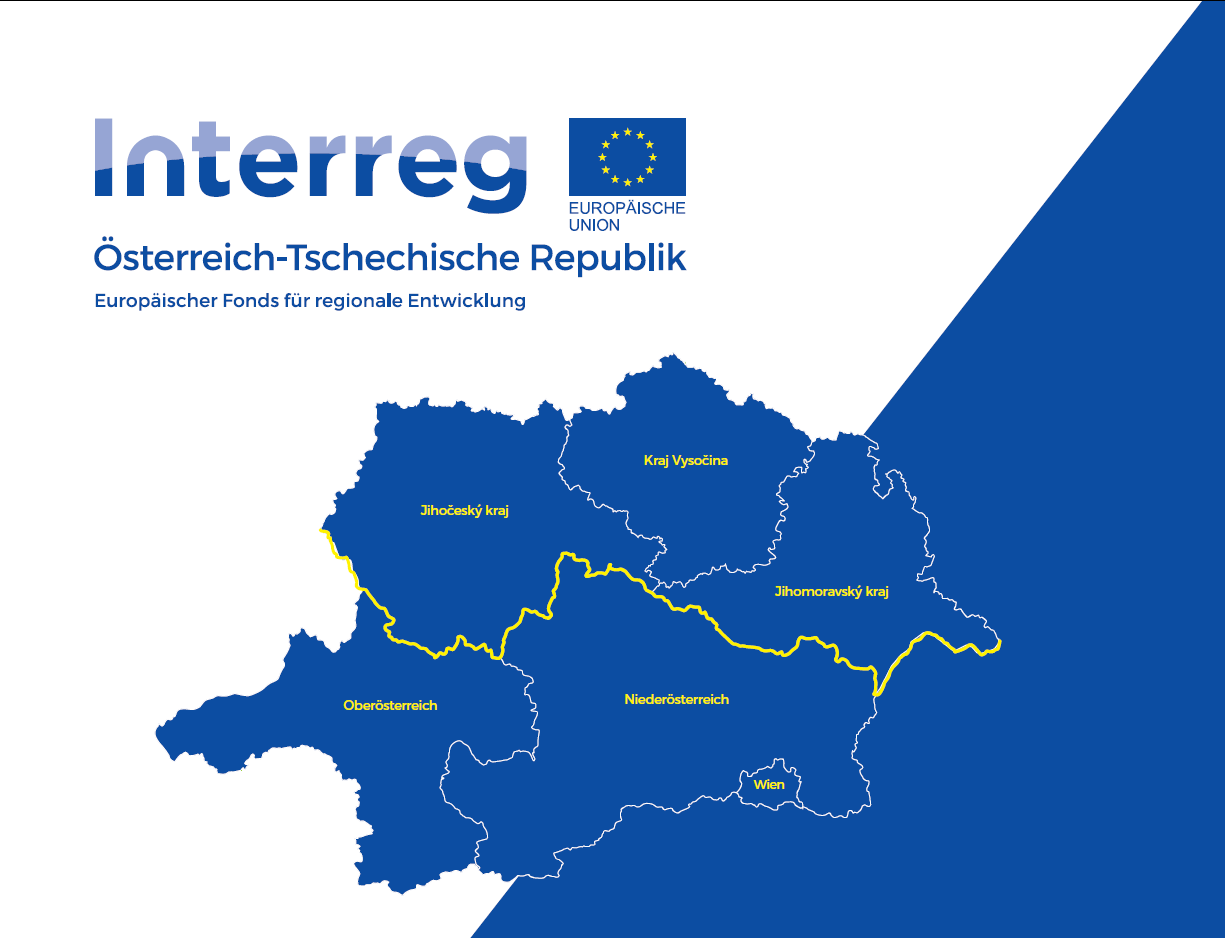 Interreg
EUROPÄISCHE
UNION
Österreich-Tschechische Republik
Europäischer Fonds für regionale Entwicklung
Kraj Vysočina
Jihočeský kraj
Jihomoravský kraj
Oberösterreich
Niederösterreich
Wien